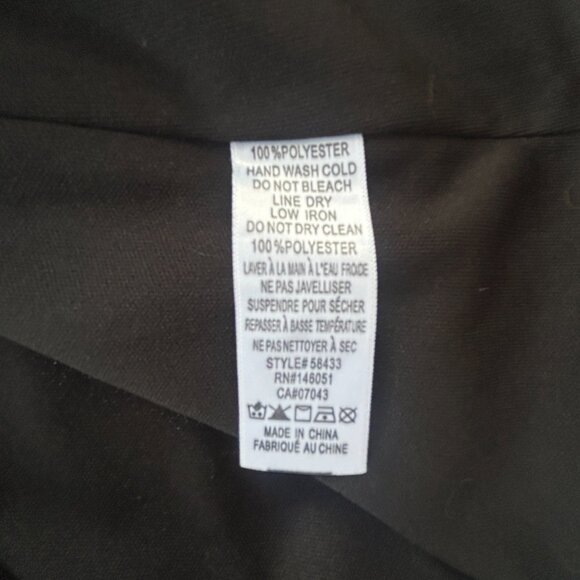 100%POLYESTER
HAND WASH COLD
DO NOT BLEACH
LINE DRY
LOW IRON
DO NOT DRY CLEAN
100%POLYESTER
LAVER À LA MAIN À L'EAU FROIDE
NE PAS JAVELLISER
SUSPENDRE POUR SÉCHER
REPASSER À BASSE TEMPÉRATURE
NE PAS NETTOYER À SEC
STYLE# 58433
RN#146051
CA#07043
MADE IN CHINA
FABRIQUÉ AU CHINE